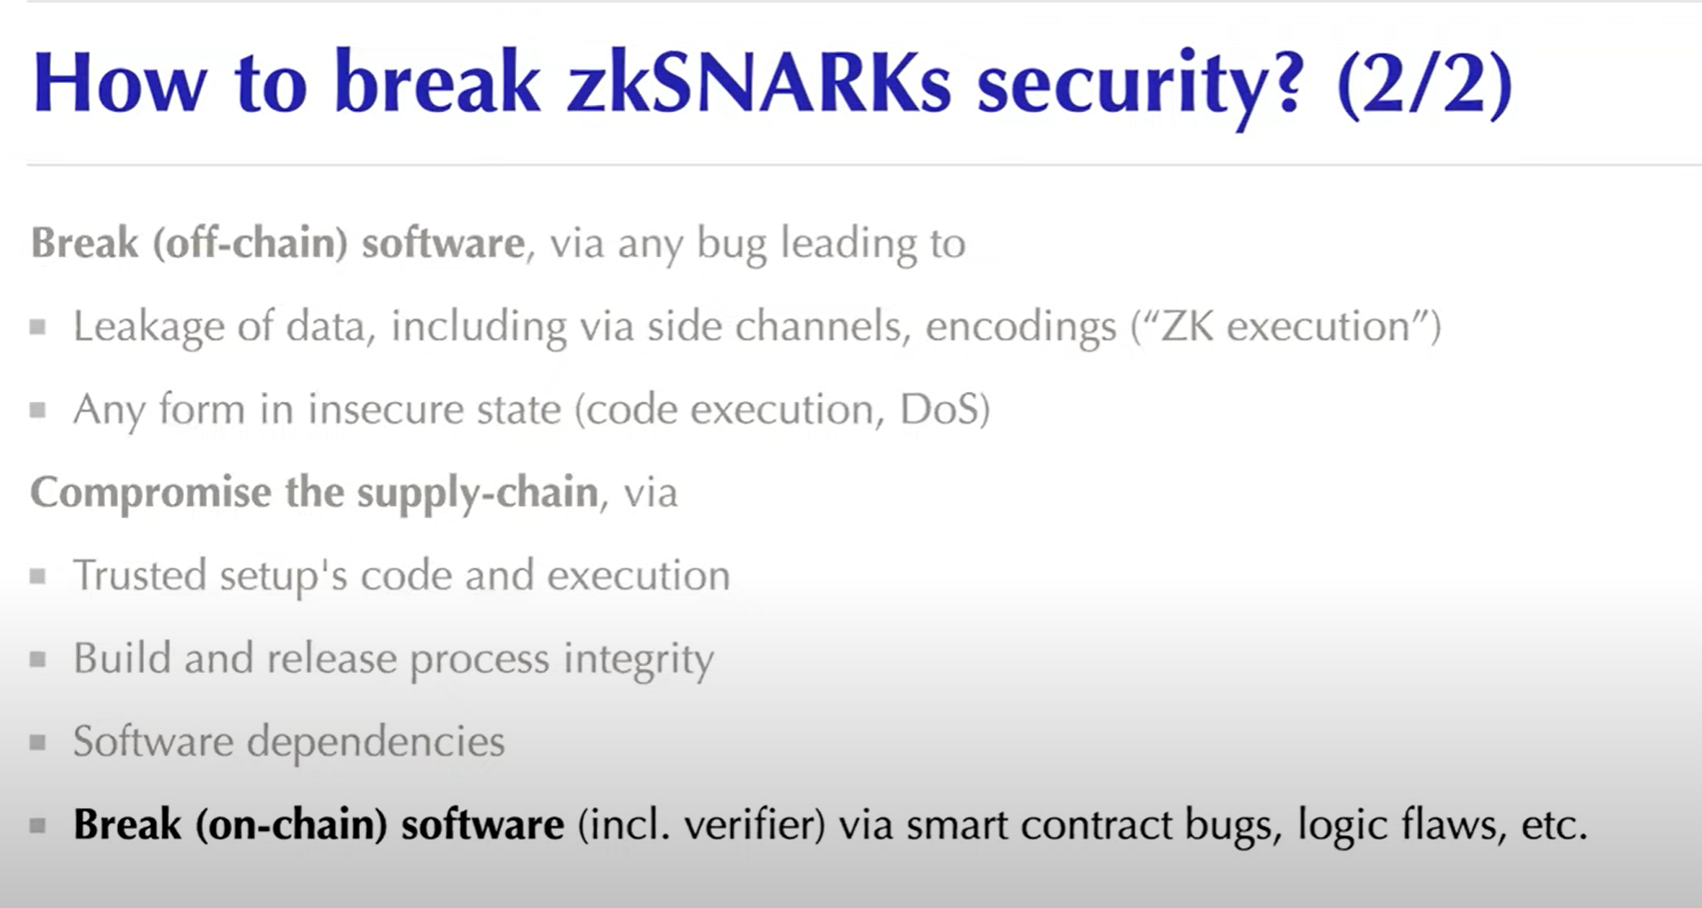 How to break zkSNARKs security? (2/2)
Break (off-chain) software, via any bug leading to
▪ Leakage of data, including via side channels, encodings (“ZK execution”)
▪ Any form in insecure state (code execution, DoS)
Compromise the supply-chain, via
▪ Trusted setup's code and execution
▪ Build and release process integrity
▪ Software dependencies
▪ Break (on-chain) software (incl. verifier) via smart contract bugs, logic flaws, etc.